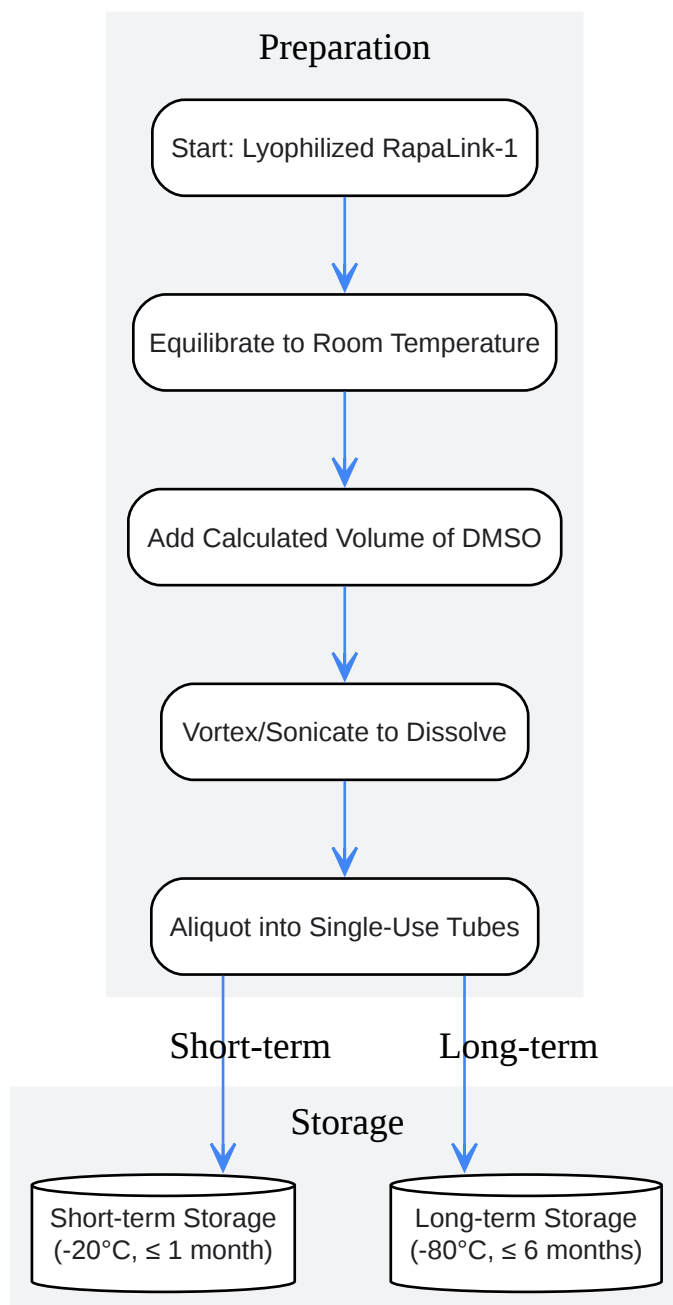 Preparation
Start: Lyophilized RapaLink-1
Equilibrate to Room Temperature
Add Calculated Volume of DMSO
Vortex/Sonicate to Dissolve
Aliquot into Single-Use Tubes
Short-term
Long-term
Storage
Short-term Storage
(-20°C, ≤ 1 month)
Long-term Storage
(-80°C, ≤ 6 months)